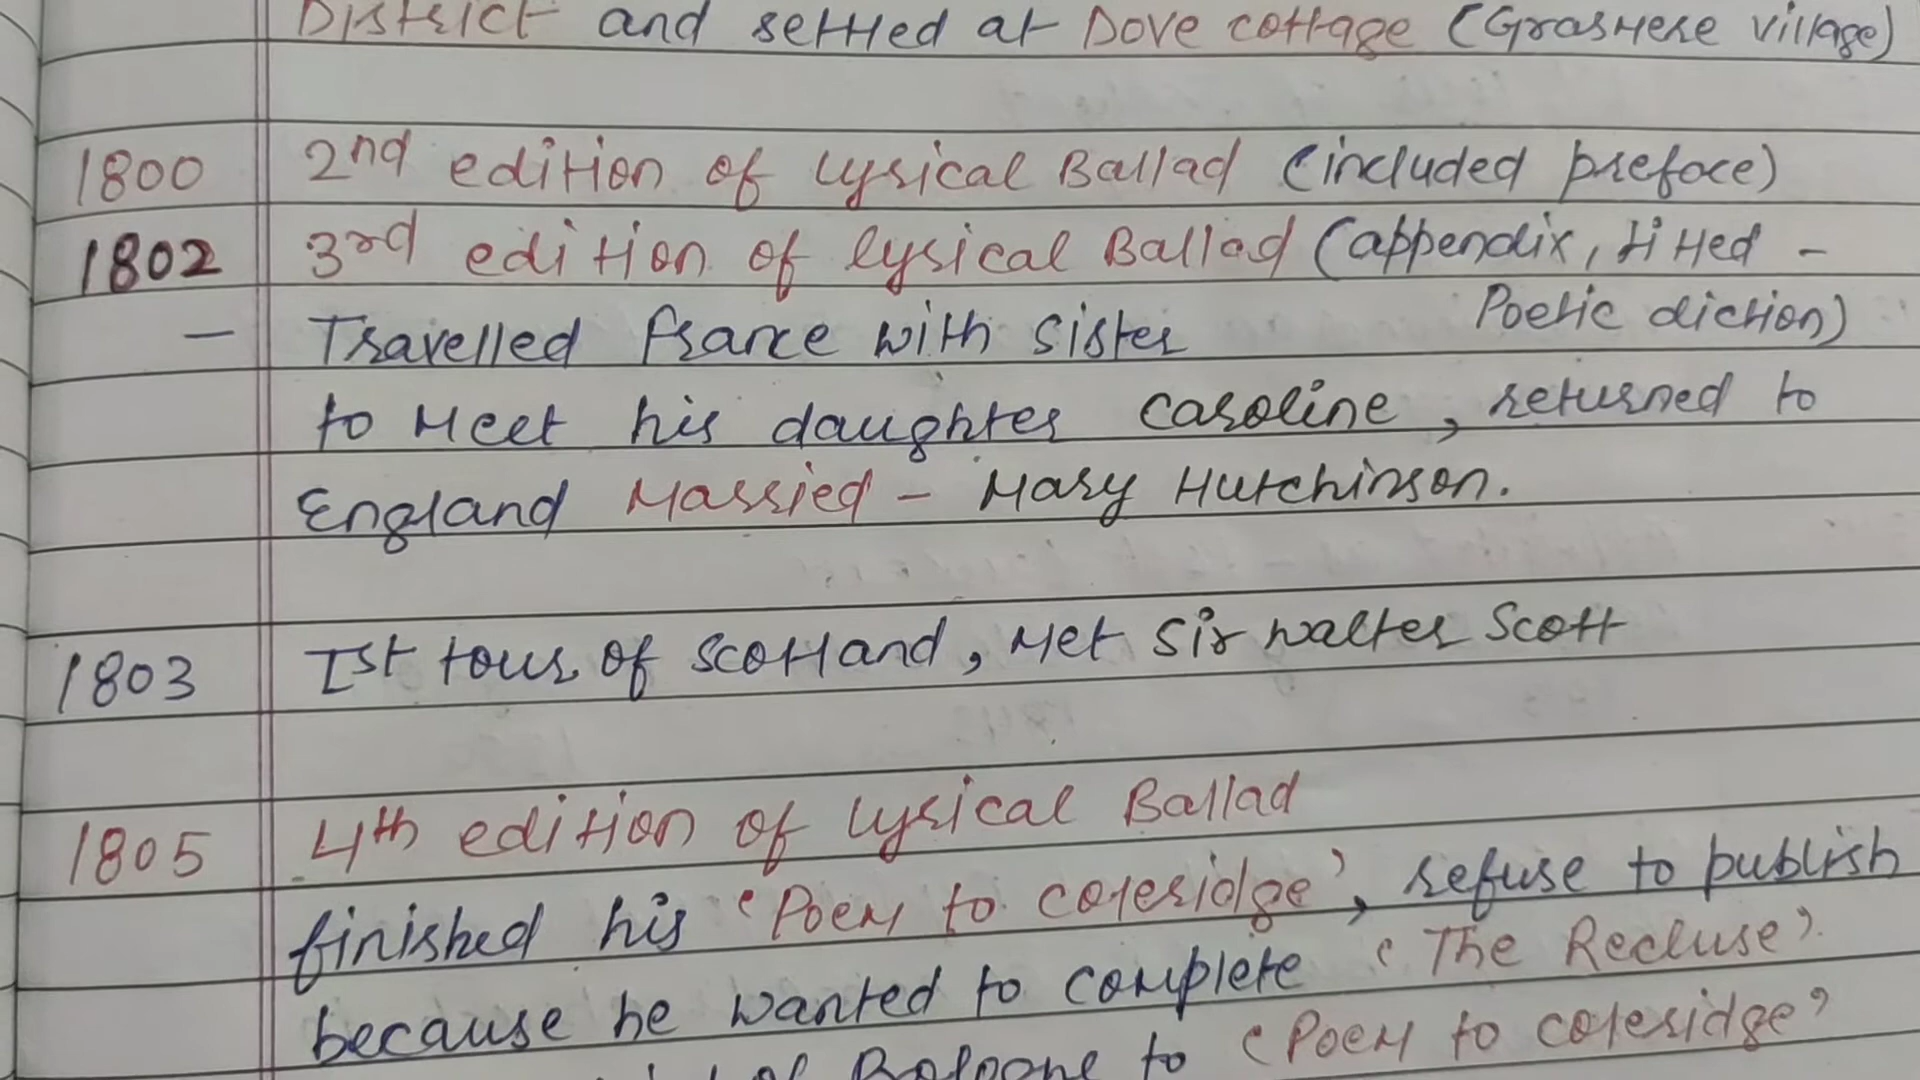 District and settled at Dove cottage (Grasmere village)
1800 2nd edition of Lyrical Ballad (included preface)
1802 3rd edition of lyrical Ballad (appendix, titled -
Poetic diction)
— Travelled france with sister
to Meet his daughter Caroline, returned to
England Married - Mary Hutchinson.
1803 Ist tour of scotland, Met Sir Walter Scott
1805 4th edition of Lyrical Ballad
finished his 'Poem to coleridge', refuse to publish
because he wanted to complete 'The Recluse'.
to 'Poem to coleridge'